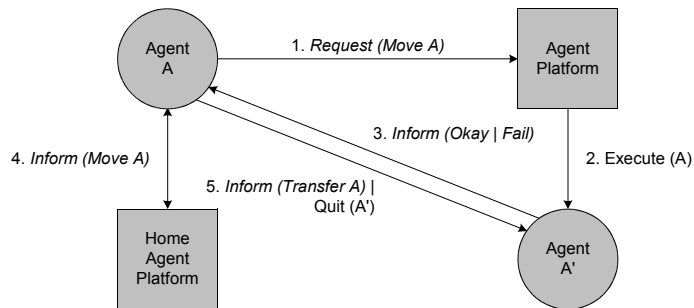 Agent
A
1. Request (Move A)
Agent
Platform
3. Inform (Okay | Fail)
4. Inform (Move A)
2. Execute (A)
5. Inform (Transfer A) |
Quit (A')
Home
Agent
Platform
Agent
A'